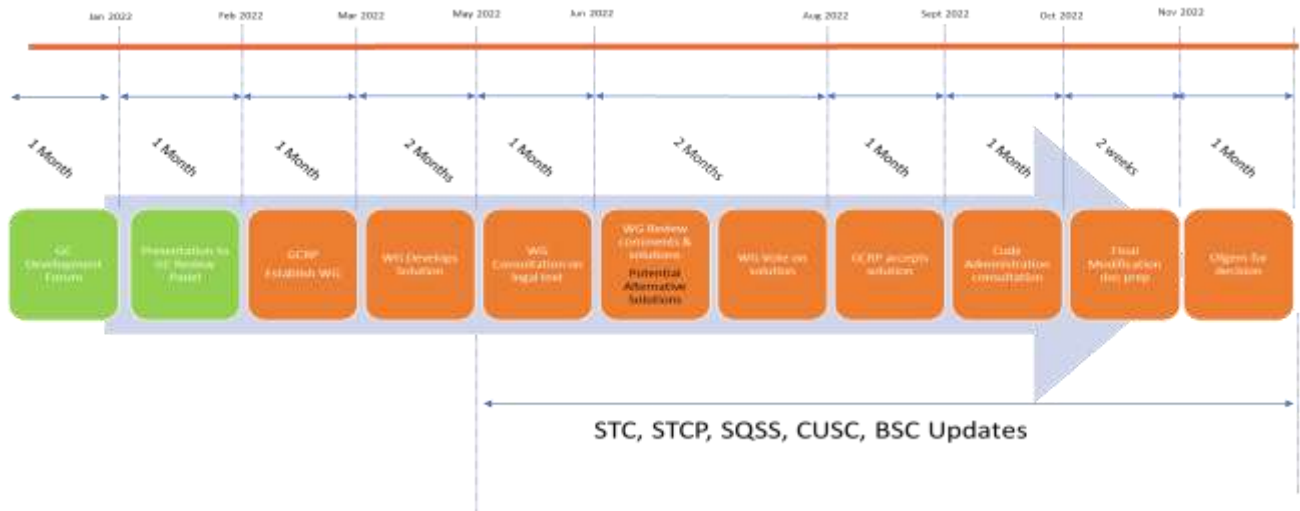 Jan 2022
Feb 2022
Mar 2022
May 2022
Jun 2022
Aug 2022
Sept 2022
Oct 2022
Nov 2022
1 Month
1 Month
1 Month
2 Months
1 Month
2 Months
1 Month
1 Month
2 weeks
1 Month
GC
Development
Forum
Presentation to
GC Review
Panel
GCRP
Establish WG
WG Develops
Solution
WG
Consultation on
legal text
WG Review
comments &
solutions
Potential
Alternative
Solutions
WG Vote on
solution
GCRP accepts
solution
Code
Administration
consultation
Final
Modification
doc prep
Ofgem for
decision
STC, STCP, SQSS, CUSC, BSC Updates